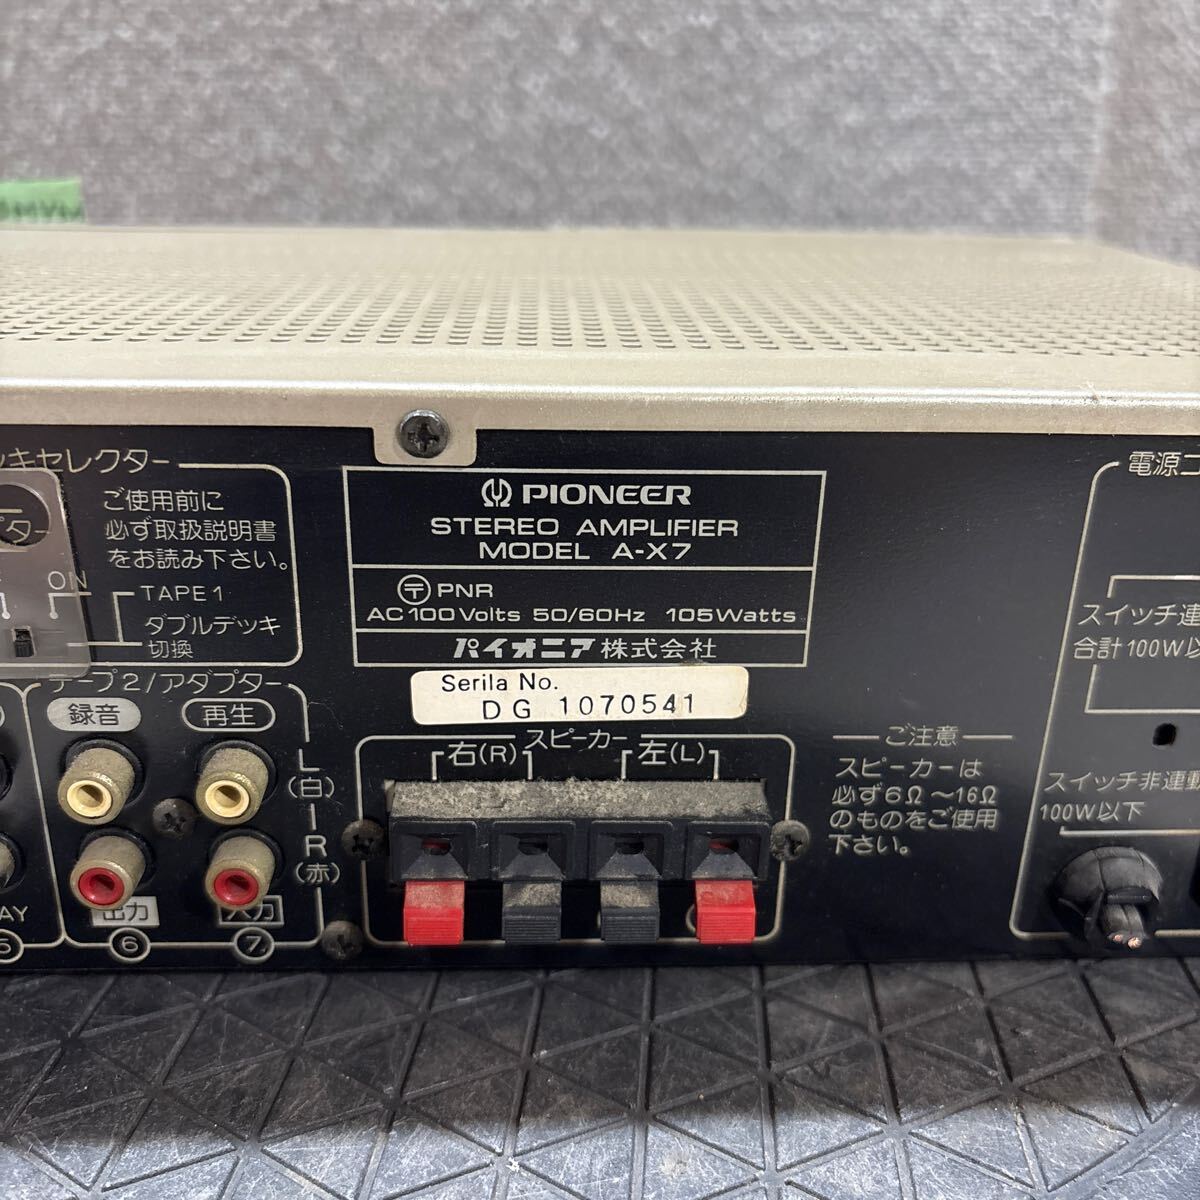 キセレクター
ご使用前に
必ず取扱説明書
をお読み下さい。
ON
TAPE 1
ダブルデッキ
切換
テープ2/アダプター
録音
再生
L
(白)
R
(赤)
出力
入力
6
7
5
PIONEER
STEREO AMPLIFIER
MODEL A-X7
〒 PNR
AC 100 Volts 50/60Hz 105 Watts
パイオニア 株式会社
Serila No.
DG 1070541
スピーカー
右(R)
左(L)
ご注意
スピーカーは
必ず6Ω〜16Ω
のものをご使用
下さい。
電源コ
スイッチ連
合計100W以
スイッチ非連動
100W以下